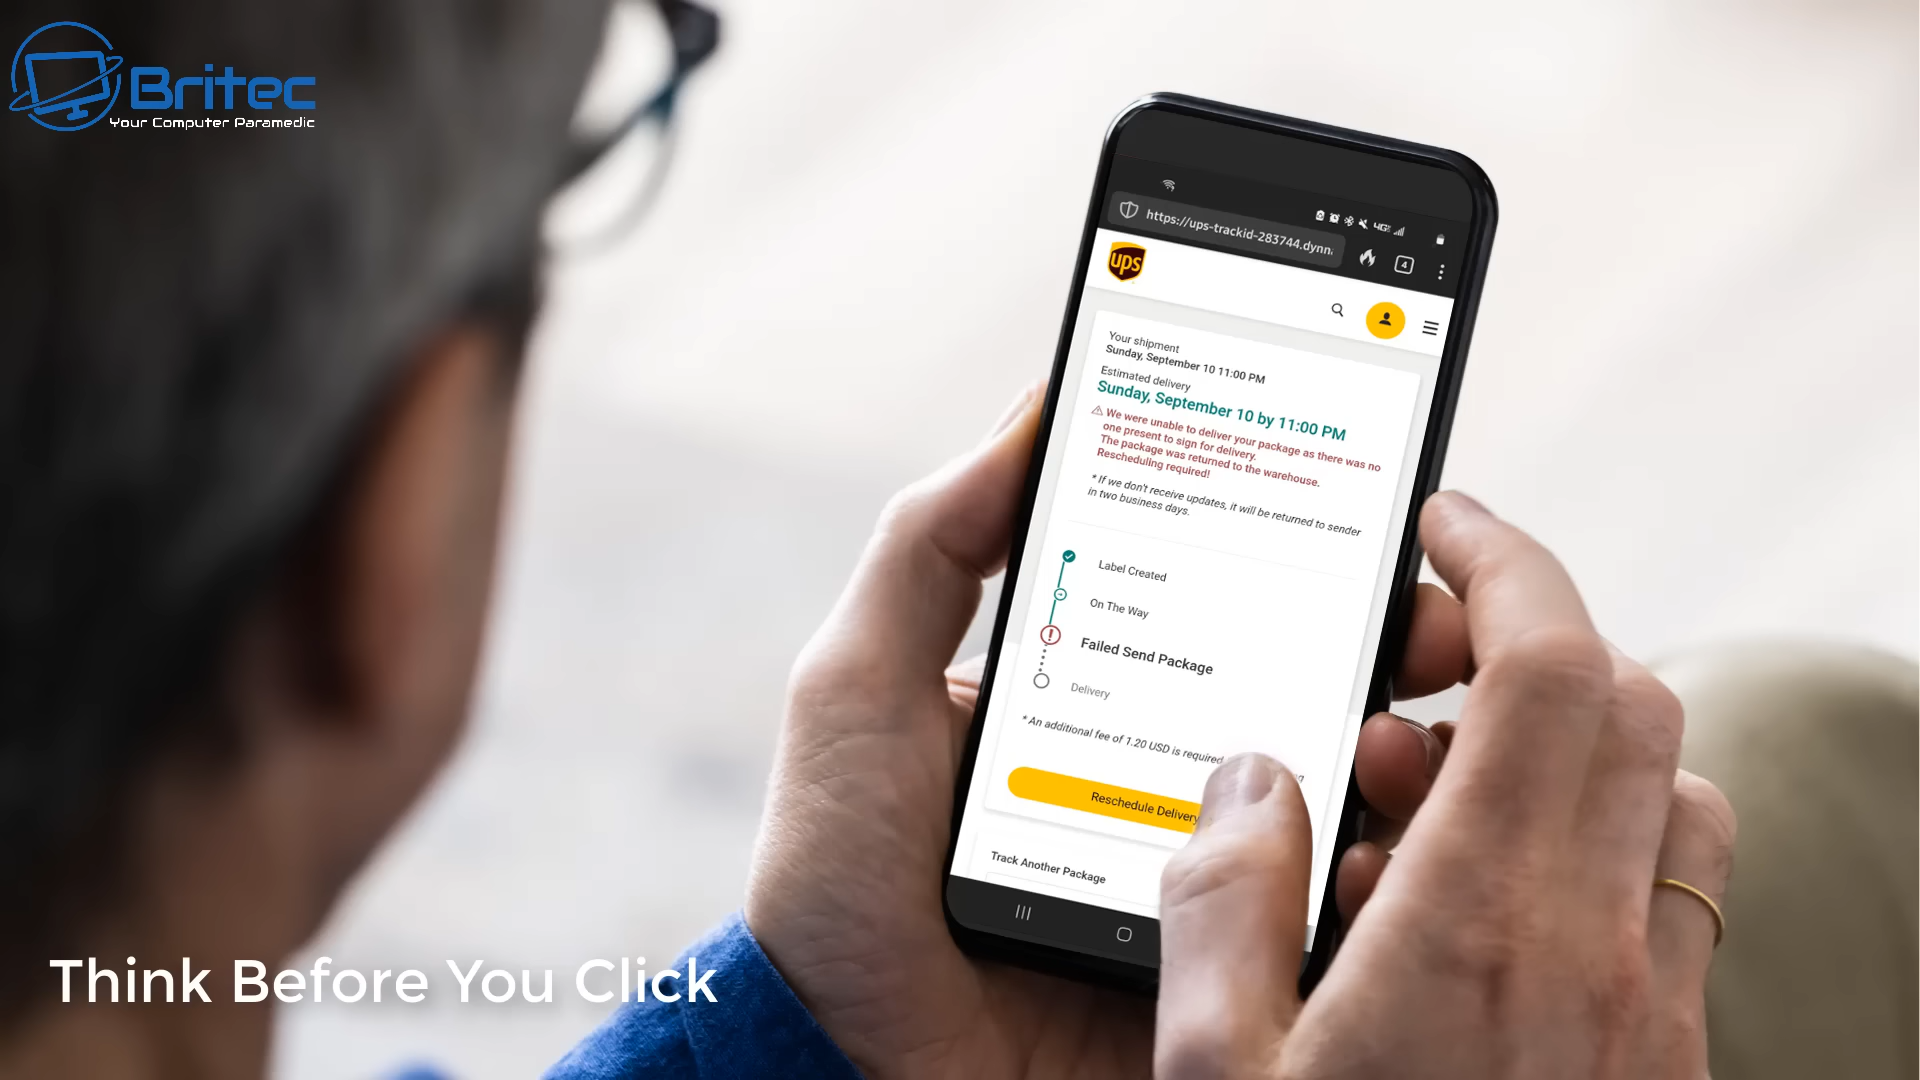 Britec
Your Computer Paramedic
4GE
https://ups-trackid-283744.dynn
4
ups
Your shipment
Sunday, September 10 11:00 PM
Estimated delivery
Sunday, September 10 by 11:00 PM
We were unable to deliver your package as there was no
one present to sign for delivery.
The package was returned to the warehouse.
Rescheduling required!
* If we don't receive updates, it will be returned to sender
in two business days.
Label Created
On The Way
Failed Send Package
Delivery
* An additional fee of 1.20 USD is required
Reschedule Delivery
Track Another Package
Think Before You Click